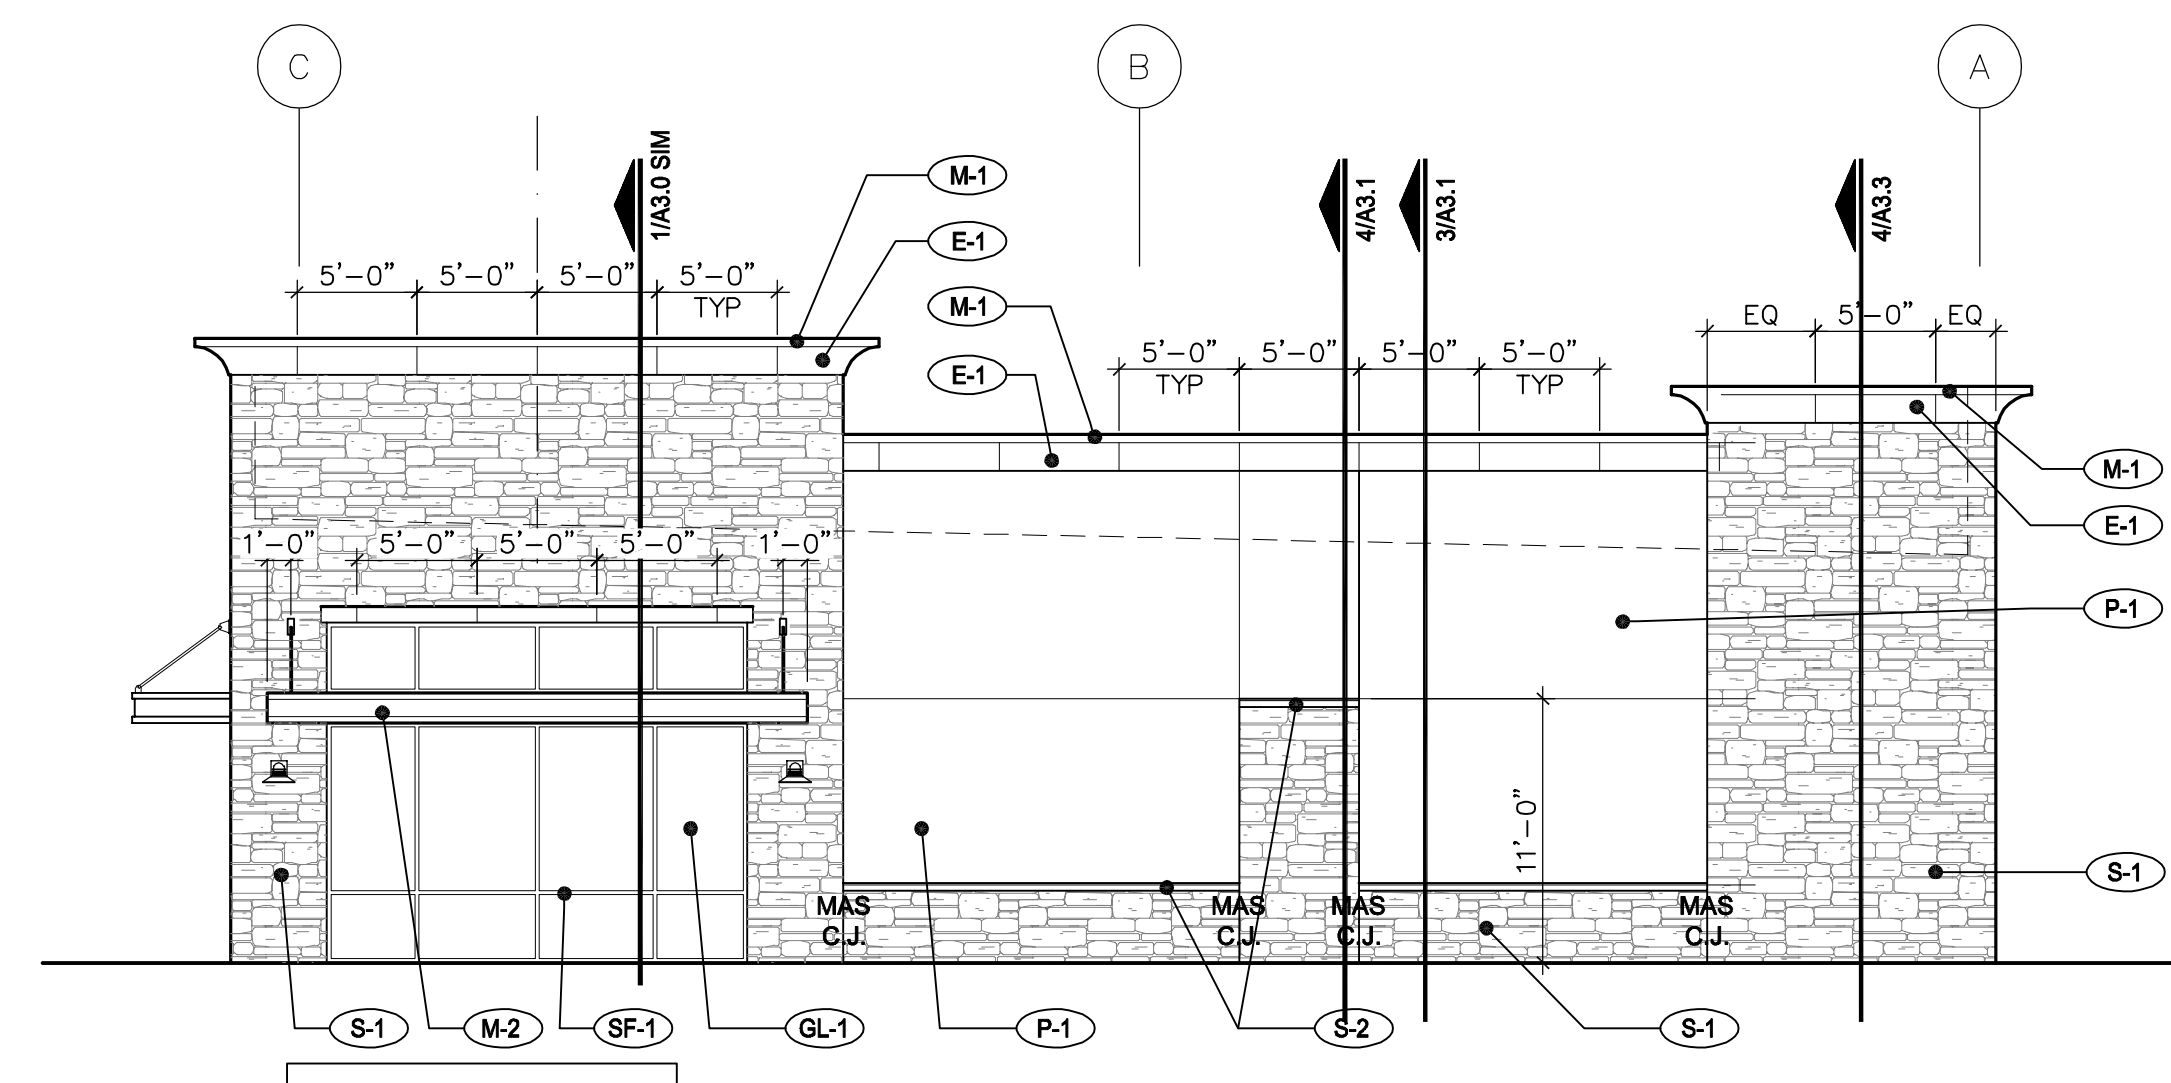 C
B
A
1/A3.0 SIM
4/A3.1
3/A3.1
4/A3.3
M-1
E-1
M-1
E-1
5'-0"
5'-0"
5'-0"
5'-0"
TYP
5'-0"
TYP
5'-0"
5'-0"
5'-0"
TYP
EQ
5'-0"
EQ
M-1
E-1
P-1
S-1
1'-0"
5'-0"
5'-0"
5'-0"
1'-0"
11'-0"
MAS
C.J.
MAS
C.J.
MAS
C.J.
MAS
C.J.
S-1
M-2
SF-1
GL-1
P-1
S-2
S-1